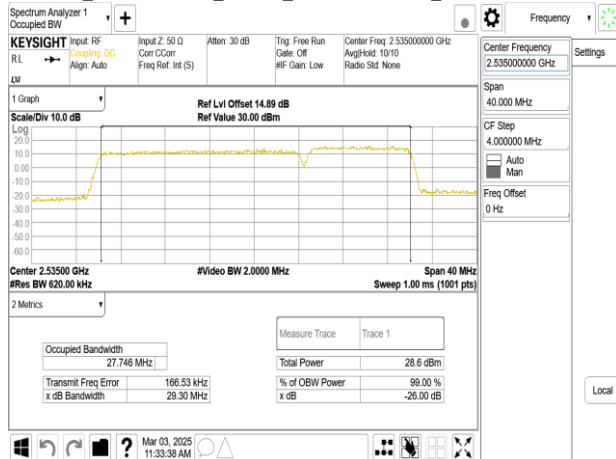 Spectrum Analyzer 1
Occupied BW
Frequency
KEYSIGHT
RL
Input: RF
Coupling: DC
Align: Auto
Input Z: 50 Ω
Corr CCorr
Freq Ref: Int (S)
Atten: 30 dB
Trig: Free Run
Gate: Off
#IF Gain: Low
Center Freq: 2.535000000 GHz
Avg|Hold: 10/10
Radio Std: None
Center Frequency
2.535000000 GHz
Settings
Span
40.000 MHz
CF Step
4.000000 MHz
Auto
Man
Freq Offset
0 Hz
Local
1 Graph
Scale/Div 10.0 dB
Ref Lvl Offset 14.89 dB
Ref Value 30.00 dBm
Log
20.0
10.0
0.00
-10.0
-20.0
-30.0
-40.0
-50.0
-60.0
Center 2.53500 GHz
#Video BW 2.0000 MHz
Span 40 MHz
#Res BW 620.00 kHz
Sweep 1.00 ms (1001 pts)
2 Metrics
Measure Trace
Trace 1
Occupied Bandwidth
27.746 MHz
Total Power
28.6 dBm
Transmit Freq Error
166.53 kHz
% of OBW Power
99.00 %
x dB Bandwidth
29.30 MHz
x dB
-26.00 dB
Mar 03, 2025
11:33:38 AM